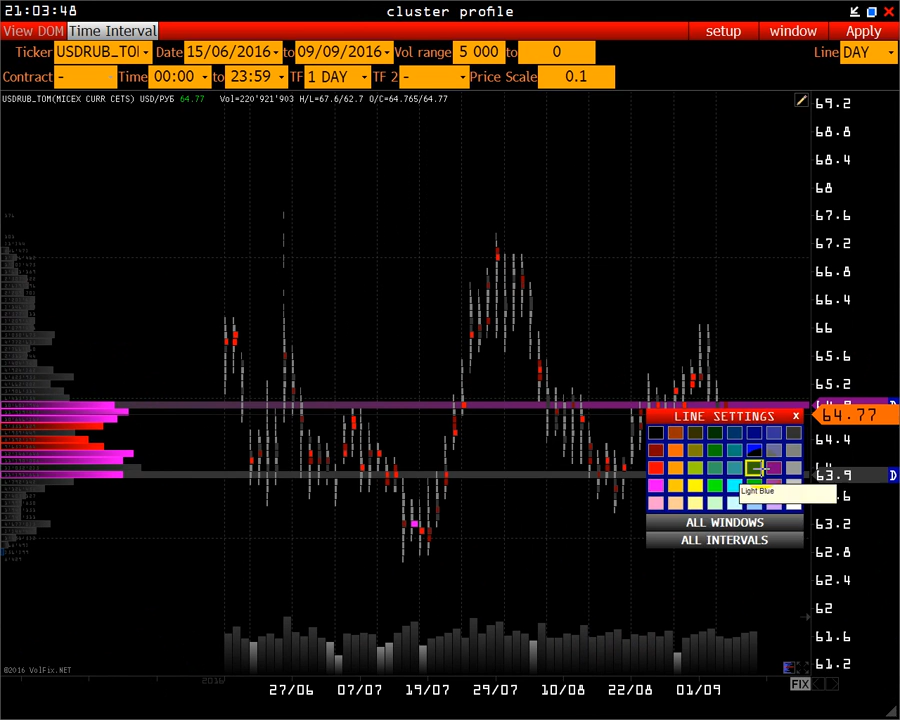 21:03:48 cluster profile
View DOM Time Interval setup window Apply
Ticker USDRUB_TOI Date 15/06/2016 to 09/09/2016 Vol range 5 000 to 0 Line DAY
Contract - Time 00:00 to 23:59 TF 1 DAY TF 2 - Price Scale 0.1
USDRUB_TOM(MICEX CURR CETS) USD/РУБ 64.77 Vol=220'921'903 H/L=67.6/62.7 O/C=64.765/64.77
69.2
68.8
68.4
68
67.6
67.2
66.8
66.4
66
65.6
65.2
D
LINE SETTINGS x
64.77
64.4
63.9 D
Light Blue
ALL WINDOWS
63.2
ALL INTERVALS
62.8
62.4
62
61.6
61.2
©2016 VolFix.NET
2016
FIX
27/06 07/07 19/07 29/07 10/08 22/08 01/09